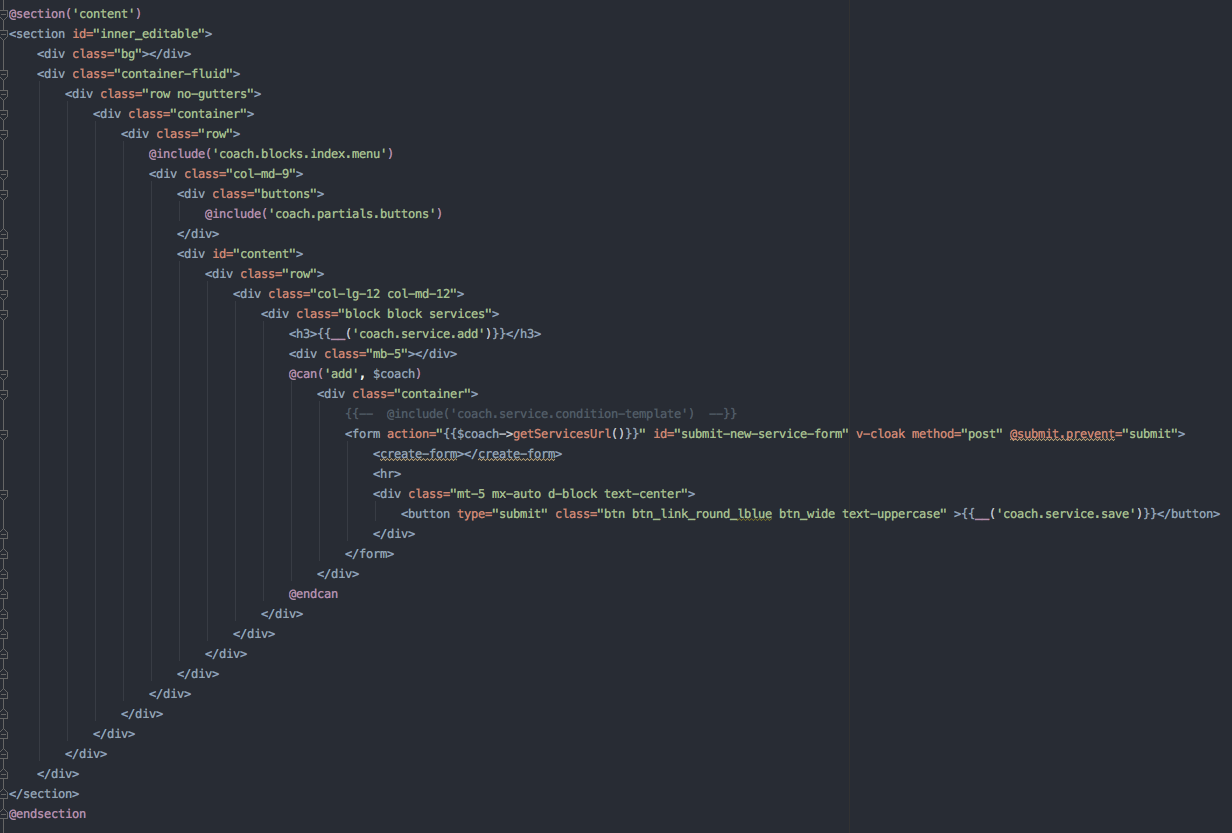 @section('content')
<section id="inner_editable">
    <div class="bg"></div>
    <div class="container-fluid">
        <div class="row no-gutters">
            <div class="container">
                <div class="row">
                    @include('coach.blocks.index.menu')
                    <div class="col-md-9">
                        <div class="buttons">
                            @include('coach.partials.buttons')
                        </div>
                        <div id="content">
                            <div class="row">
                                <div class="col-lg-12 col-md-12">
                                    <div class="block block services">
                                        <h3>{{__('coach.service.add')}}</h3>
                                        <div class="mb-5"></div>
                                        @can('add', $coach)
                                            <div class="container">
                                                {{--  @include('coach.service.condition-template')  --}}
                                                <form action="{{$coach->getServicesUrl()}}" id="submit-new-service-form" v-cloak method="post" @submit.prevent="submit">
                                                    <create-form></create-form>
                                                    <hr>
                                                    <div class="mt-5 mx-auto d-block text-center">
                                                        <button type="submit" class="btn btn_link_round_lblue btn_wide text-uppercase" >{{__('coach.service.save')}}</button>
                                                    </div>
                                                </form>
                                            </div>
                                        @endcan
                                    </div>
                                </div>
                            </div>
                        </div>
                    </div>
                </div>
            </div>
        </div>
    </div>
</section>
@endsection